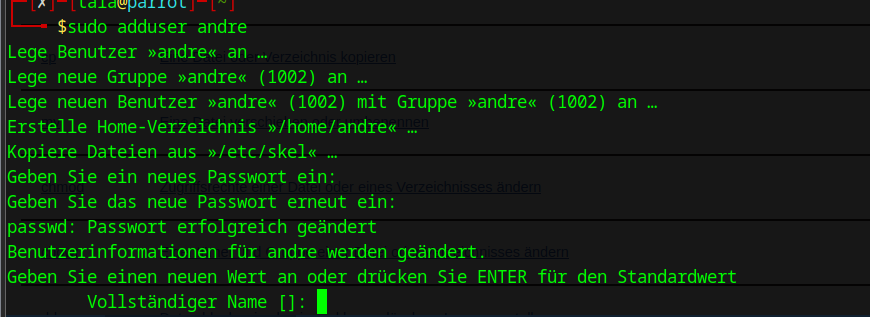 [✗]─[tala@parrot]─[~]
$sudo adduser andre
Lege Benutzer »andre« an …
Lege neue Gruppe »andre« (1002) an …
Lege neuen Benutzer »andre« (1002) mit Gruppe »andre« (1002) an …
Erstelle Home-Verzeichnis »/home/andre« …
Kopiere Dateien aus »/etc/skel« …
Geben Sie ein neues Passwort ein:
Geben Sie das neue Passwort erneut ein:
passwd: Passwort erfolgreich geändert
Benutzerinformationen für andre werden geändert.
Geben Sie einen neuen Wert an oder drücken Sie ENTER für den Standardwert
Vollständiger Name []: